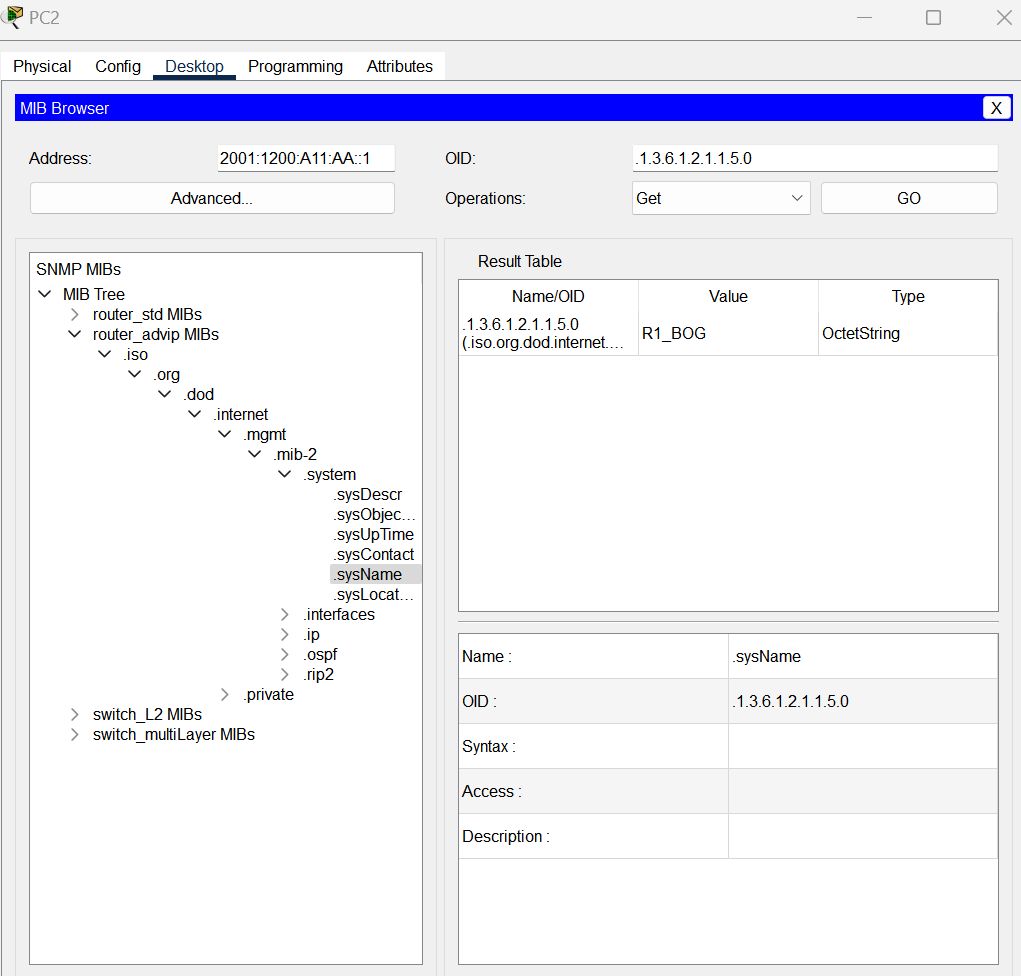 PC2
Physical Config Desktop Programming Attributes
MIB Browser X
Address: 2001:1200:A11:AA::1 OID: .1.3.6.1.2.1.1.5.0
Advanced... Operations: Get GO
SNMP MIBs
MIB Tree
router_std MIBs
router_advip MIBs
.iso
.org
.dod
.internet
.mgmt
.mib-2
.system
.sysDescr
.sysObjec...
.sysUpTime
.sysContact
.sysName
.sysLocat...
.interfaces
.ip
.ospf
.rip2
.private
switch_L2 MIBs
switch_multiLayer MIBs
Result Table
Name/OID Value Type
.1.3.6.1.2.1.1.5.0
(.iso.org.dod.internet.... R1_BOG OctetString
Name : .sysName
OID : .1.3.6.1.2.1.1.5.0
Syntax :
Access :
Description :